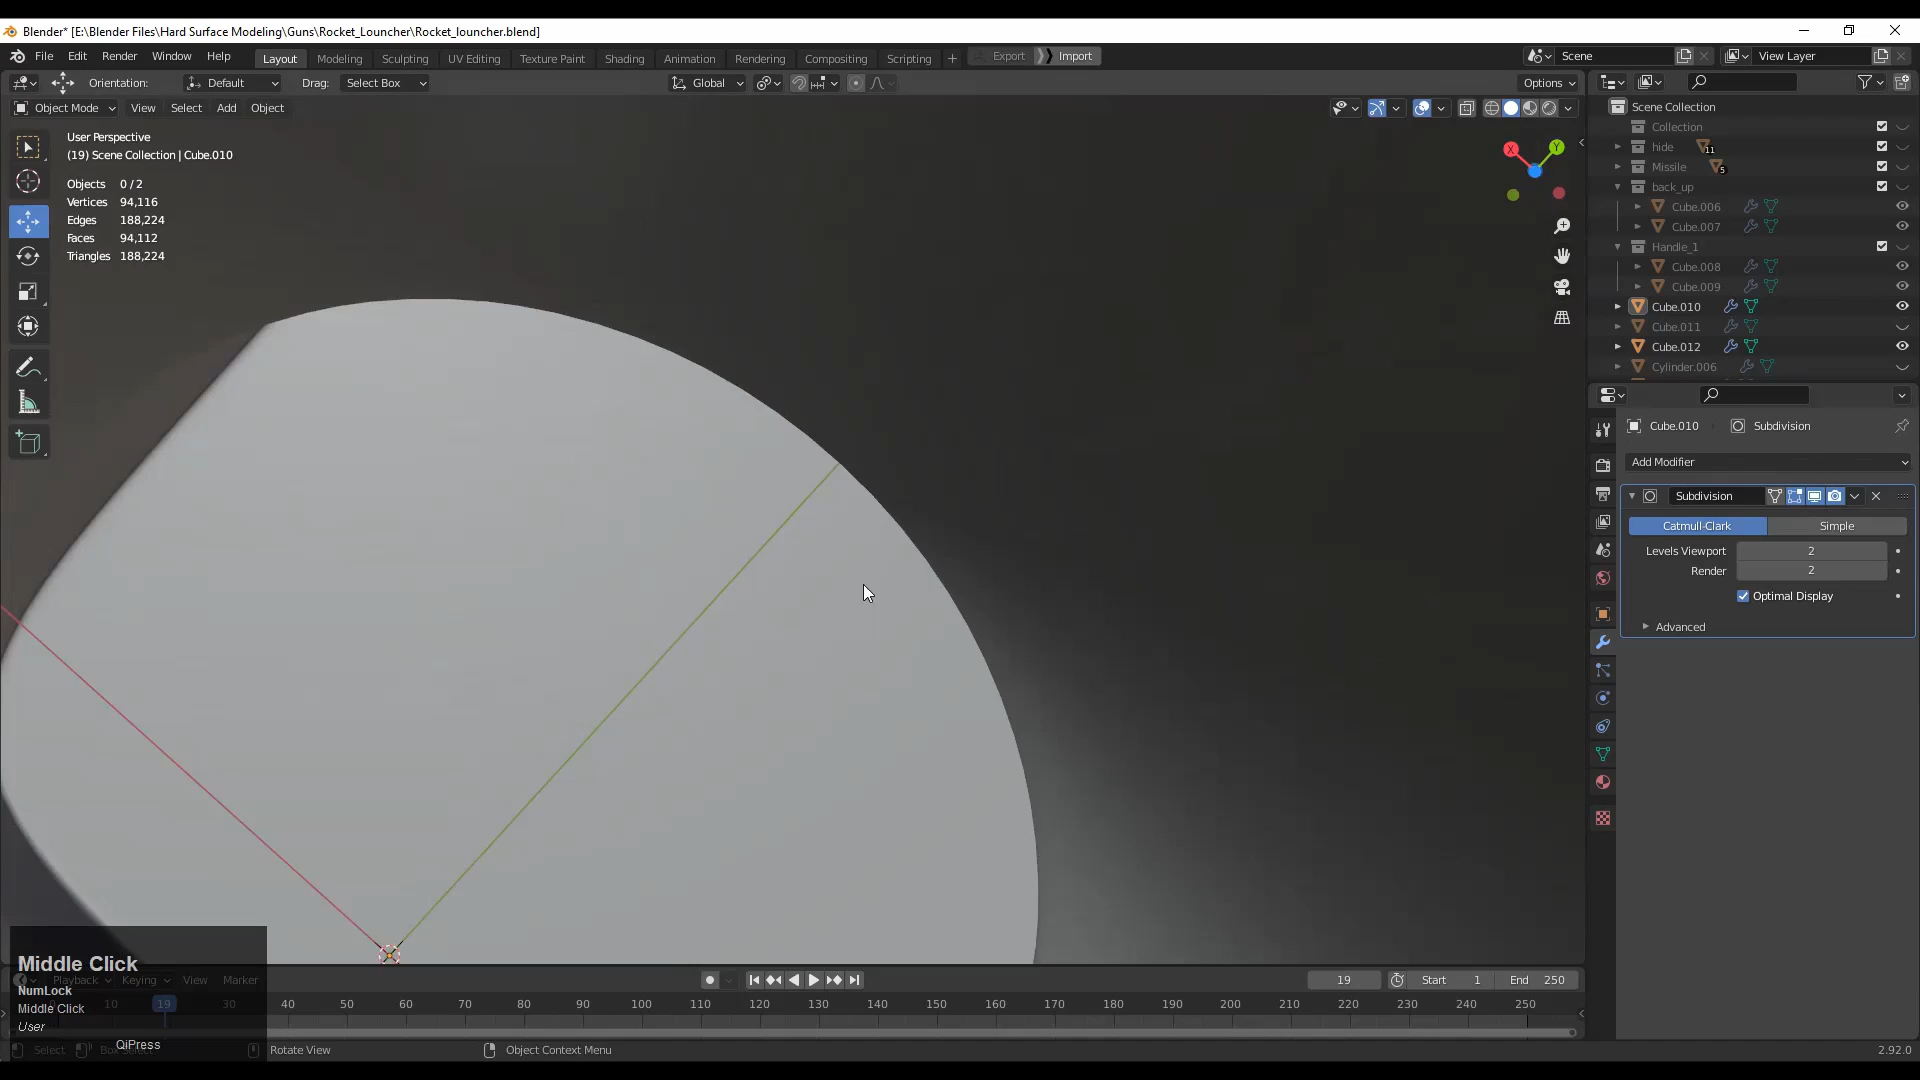 Blender* [E:\Blender Files\Hard Surface Modeling\Guns\Rocket_Louncher\Rocket_louncher.blend]
File Edit Render Window Help Layout Modeling Sculpting UV Editing Texture Paint Shading Animation Rendering Compositing Scripting + Export Import Scene View Layer
Orientation: Default Drag: Select Box Global Options
Object Mode View Select Add Object
User Perspective
(19) Scene Collection | Cube.010
Objects 0 / 2
Vertices 94,116
Edges 188,224
Faces 94,112
Triangles 188,224
X Y
Scene Collection
Collection
hide 11
Missile 5
back_up
Cube.006
Cube.007
Handle_1
Cube.008
Cube.009
Cube.010
Cube.011
Cube.012
Cylinder.006
Cube.010 Subdivision
Add Modifier
Subdivision
Catmull-Clark Simple
Levels Viewport 2
Render 2
Optimal Display
Advanced
Middle Click
NumLock
Middle Click
User
QiPress
Playback Keying View Marker 19 Start 1 End 250
0 10 19 30 40 50 60 70 80 90 100 110 120 130 140 150 160 170 180 190 200 210 220 230 240 250
Select Box Select Rotate View Object Context Menu 2.92.0